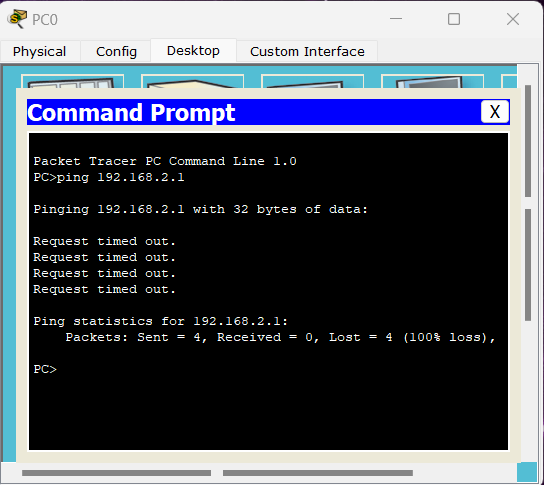 PC0
Physical Config Desktop Custom Interface
Command Prompt X
Packet Tracer PC Command Line 1.0
PC>ping 192.168.2.1
Pinging 192.168.2.1 with 32 bytes of data:
Request timed out.
Request timed out.
Request timed out.
Request timed out.
Ping statistics for 192.168.2.1:
Packets: Sent = 4, Received = 0, Lost = 4 (100% loss),
PC>